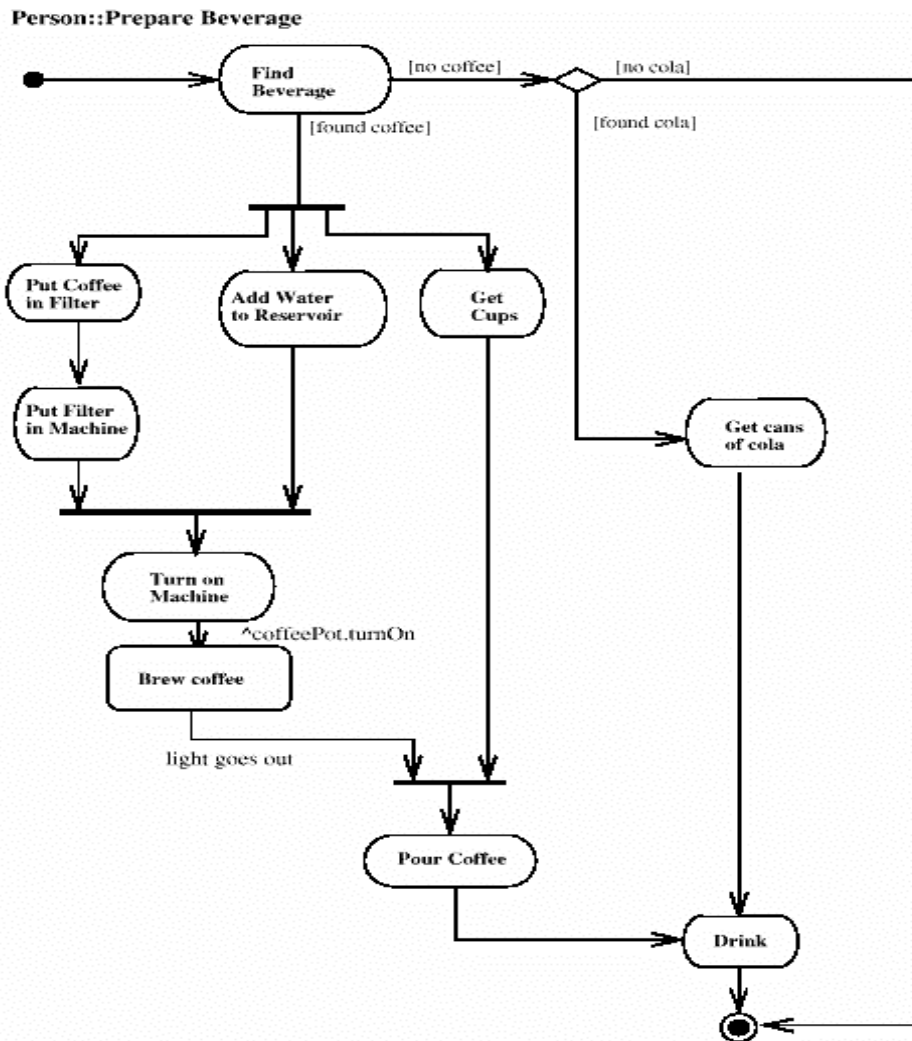 Person::Prepare Beverage
Find
Beverage
[no coffee]
[no cola]
[found coffee]
[found cola]
Put Coffee
in Filter
Add Water
to Reservoir
Get
Cups
Put Filter
in Machine
Get cans
of cola
Turn on
Machine
^coffeePot.turnOn
Brew coffee
light goes out
Pour Coffee
Drink